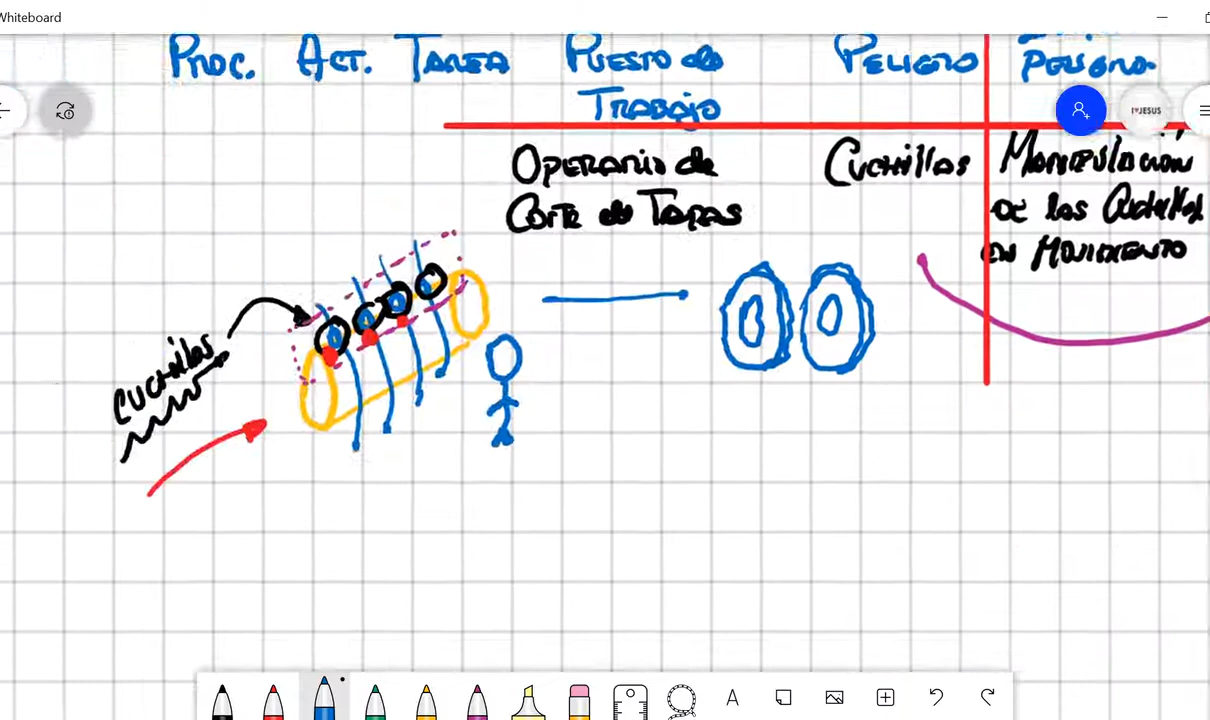 Whiteboard
PROC. ACT. TAREA PUESTO de TRABAJO PELIGRO
I ♥ JESUS
OPERARIO de
CORTE de TAPAS
CUCHILLAS
MANIPULACIÓN
DE las Cuchillas
en MOVIMIENTO
CUCHILLAS
A